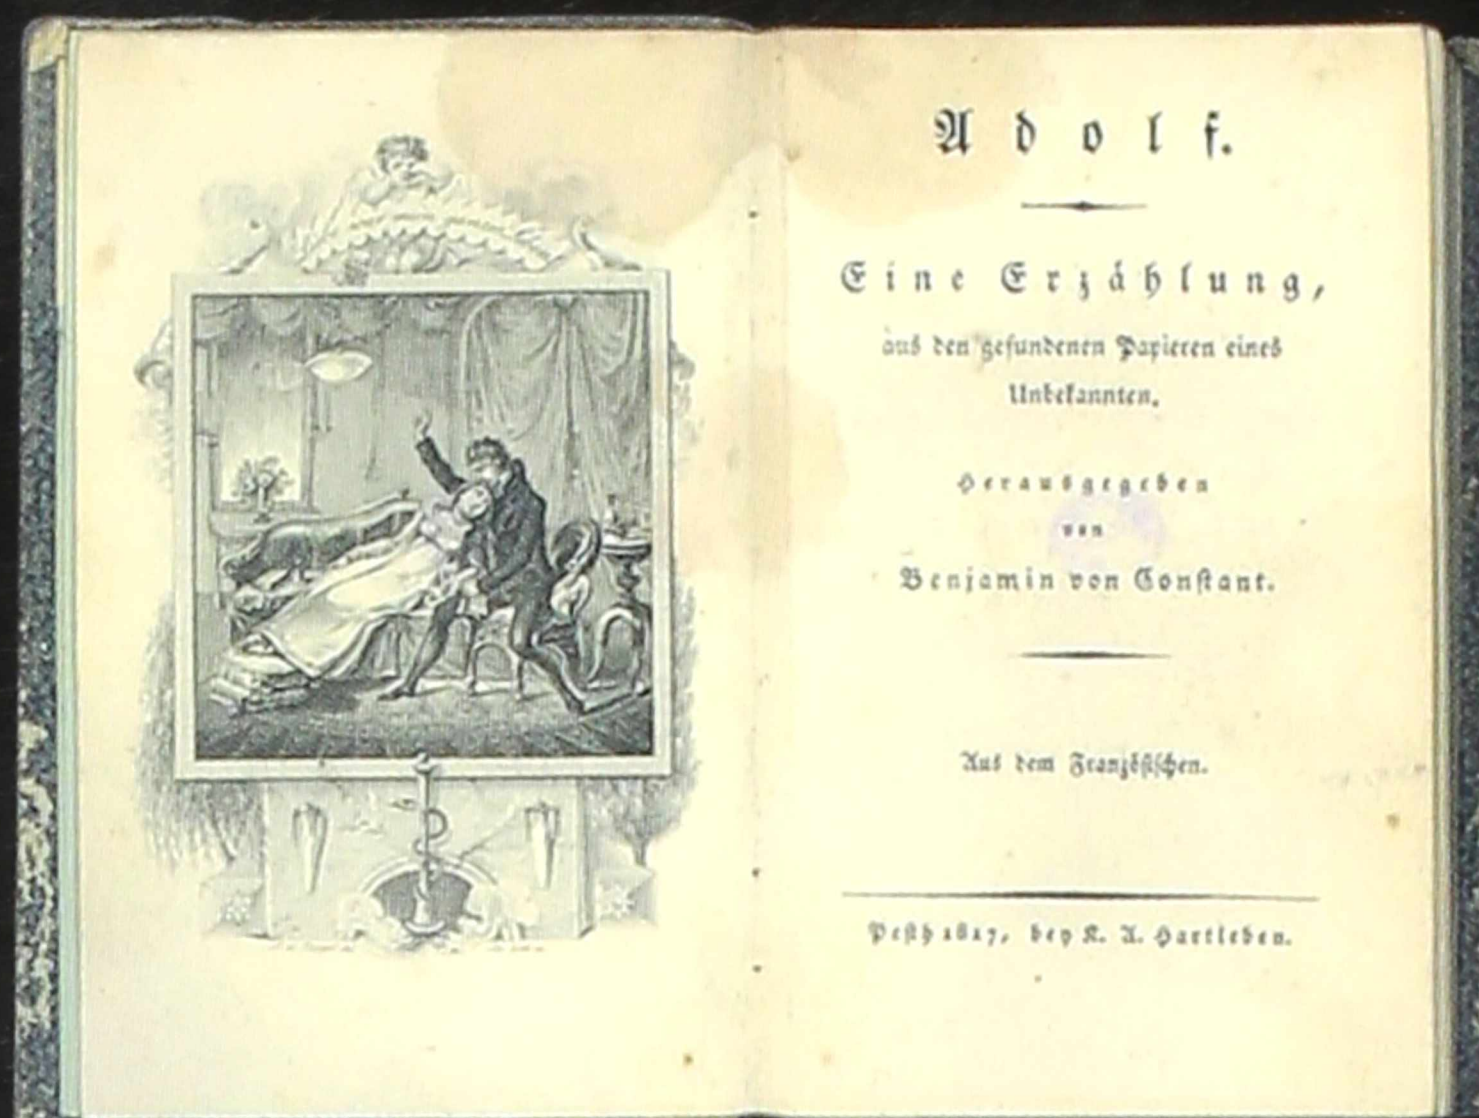 Adolf.
Eine Erzählung,
aus den gefundenen Papieren eines
Unbekannten.
Herausgegeben
von
Benjamin von Constant.
Aus dem Französischen.
Pesth 1817, bey K. A. Hartleben.